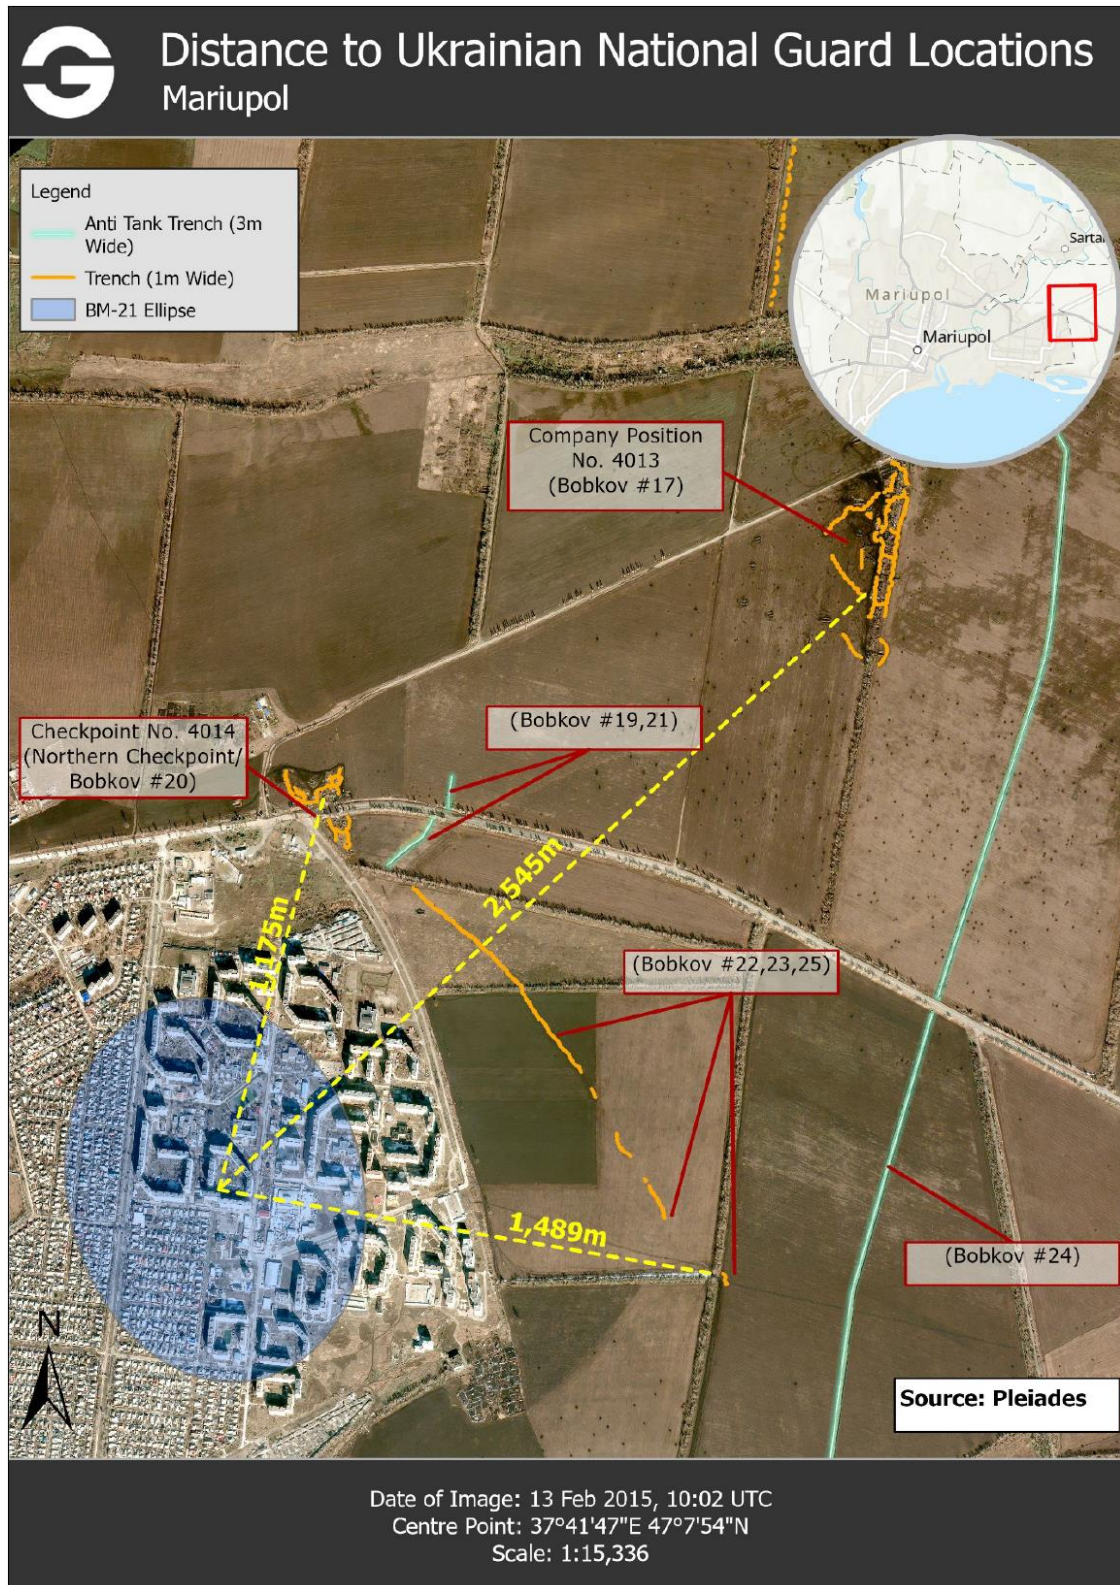 Distance to Ukrainian National Guard Locations
Mariupol
Legend
Anti Tank Trench (3m
Wide)
Trench (1m Wide)
BM-21 Ellipse
Sartan
Mariupol
Mariupol
Company Position
No. 4013
(Bobkov #17)
(Bobkov #19,21)
Checkpoint No. 4014
(Northern Checkpoint/
Bobkov #20)
2,545m
1,175m
(Bobkov #22,23,25)
1,489m
(Bobkov #24)
N
Source: Pleiades
Date of Image: 13 Feb 2015, 10:02 UTC
Centre Point: 37°41'47"E 47°7'54"N
Scale: 1:15,336